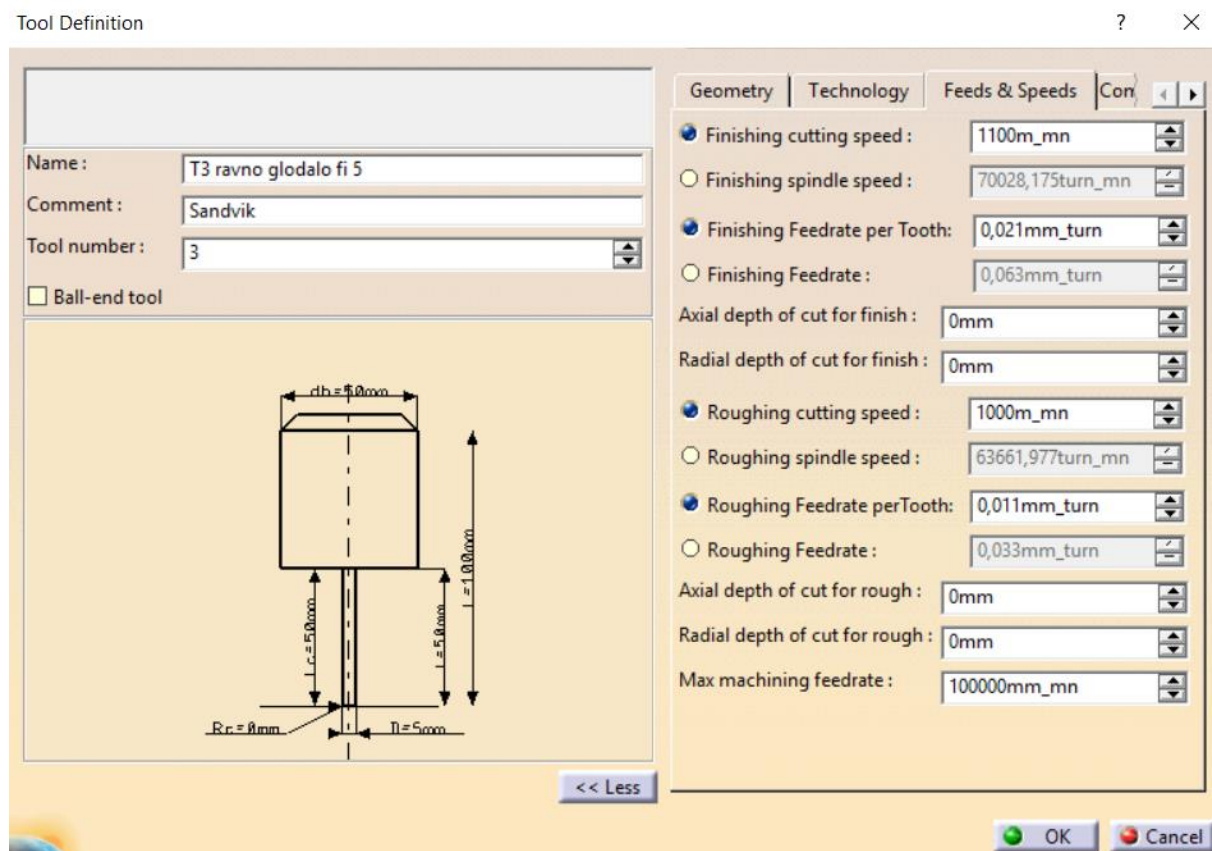 Tool Definition ? ×
Name : T3 ravno glodalo fi 5
Comment : Sandvik
Tool number : 3
Ball-end tool
db=50mm
Lc=50mm
l=50mm
L=100mm
Rc=0mm
D=5mm
<< Less
Geometry Technology Feeds & Speeds Com
Finishing cutting speed : 1100m_mn
Finishing spindle speed : 70028,175turn_mn
Finishing Feedrate per Tooth: 0,021mm_turn
Finishing Feedrate : 0,063mm_turn
Axial depth of cut for finish : 0mm
Radial depth of cut for finish : 0mm
Roughing cutting speed : 1000m_mn
Roughing spindle speed : 63661,977turn_mn
Roughing Feedrate perTooth: 0,011mm_turn
Roughing Feedrate : 0,033mm_turn
Axial depth of cut for rough : 0mm
Radial depth of cut for rough : 0mm
Max machining feedrate : 100000mm_mn
OK Cancel